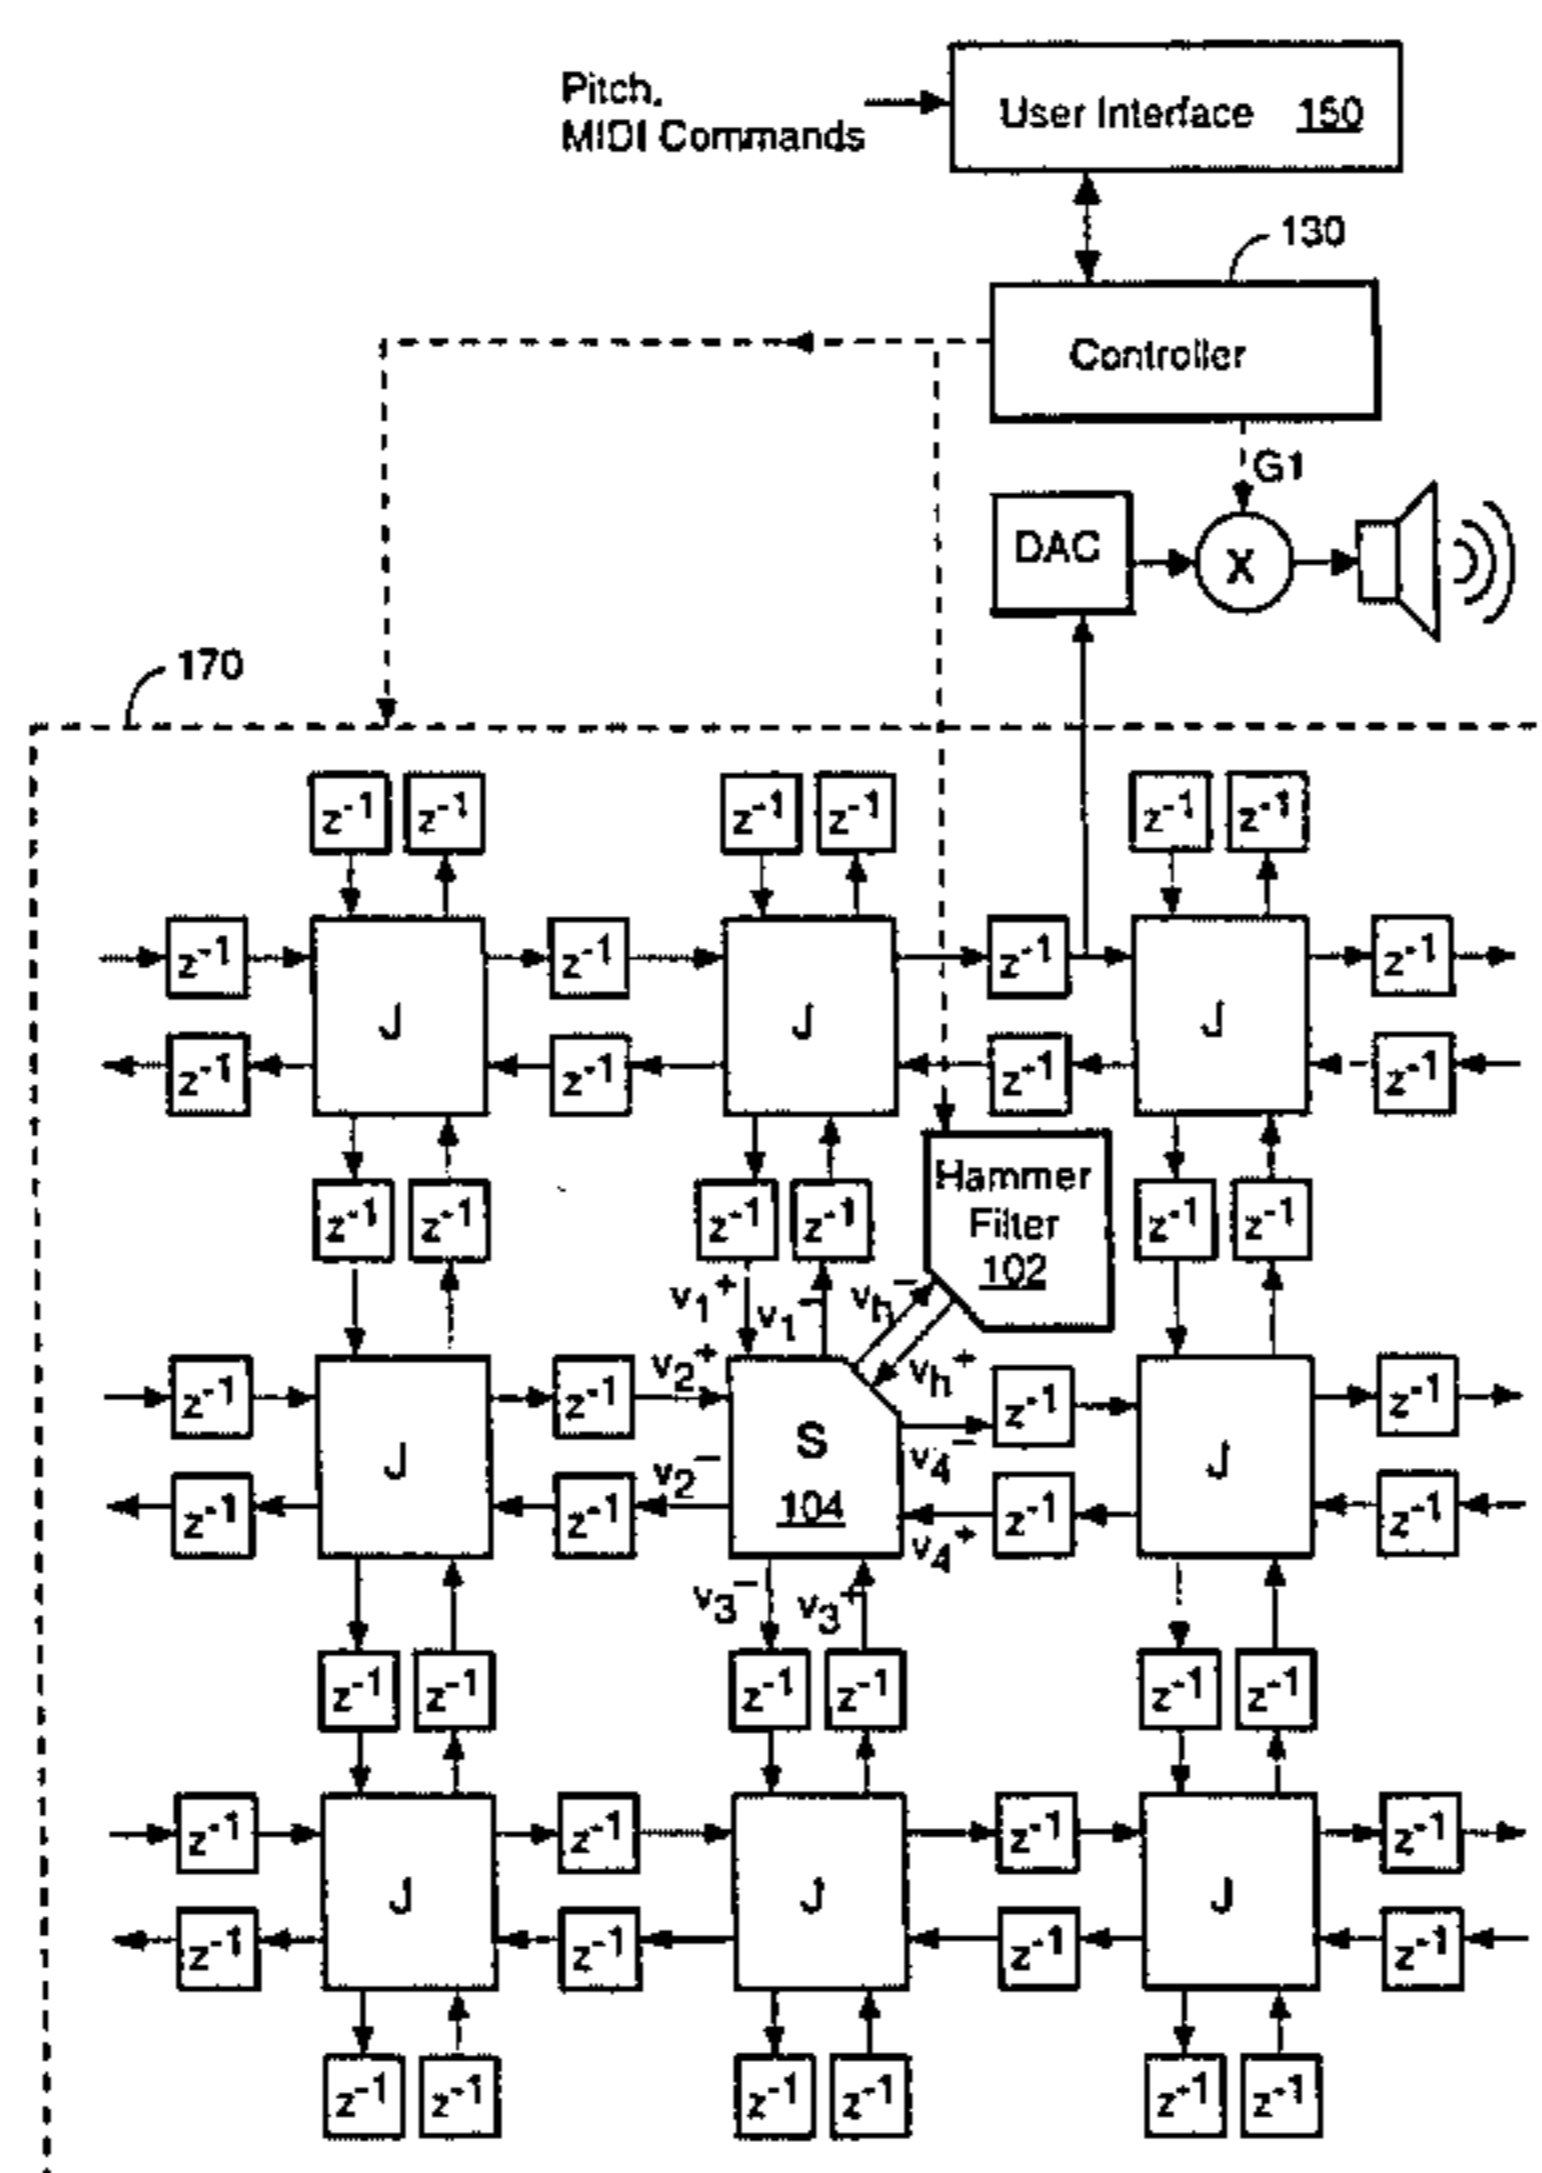 Pitch,
MIDI Commands
User Interface 150
130
Controller
G1
DAC
X
170
z⁻¹ z⁻¹ z⁻¹ z⁻¹ z⁻¹ z⁻¹
z⁻¹ z⁻¹ z⁻¹ z⁻¹
J J J
z⁻¹ z⁻¹ z⁻¹ z⁻¹
Hammer
Filter
102
z⁻¹ z⁻¹ z⁻¹ z⁻¹ z⁻¹ z⁻¹
v₁⁺ v₁⁻ vₕ⁻
v₂⁺ vₕ⁺
z⁻¹ z⁻¹ z⁻¹ z⁻¹
J S J
v₄⁻
v₂⁻
104
z⁻¹ z⁻¹ z⁻¹ z⁻¹
v₄⁺
v₃⁻ v₃⁺
z⁻¹ z⁻¹ z⁻¹ z⁻¹ z⁻¹ z⁻¹
z⁻¹ z⁻¹ z⁻¹ z⁻¹
J J J
z⁻¹ z⁻¹ z⁻¹ z⁻¹
z⁻¹ z⁻¹ z⁻¹ z⁻¹ z⁻¹ z⁻¹